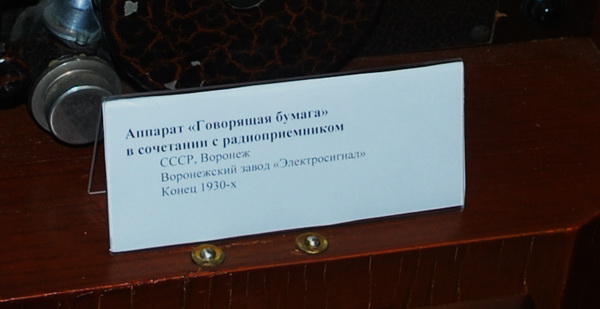 Аппарат «Говорящая бумага»
в сочетании с радиоприемником
СССР, Воронеж
Воронежский завод «Электросигнал»
Конец 1930-х